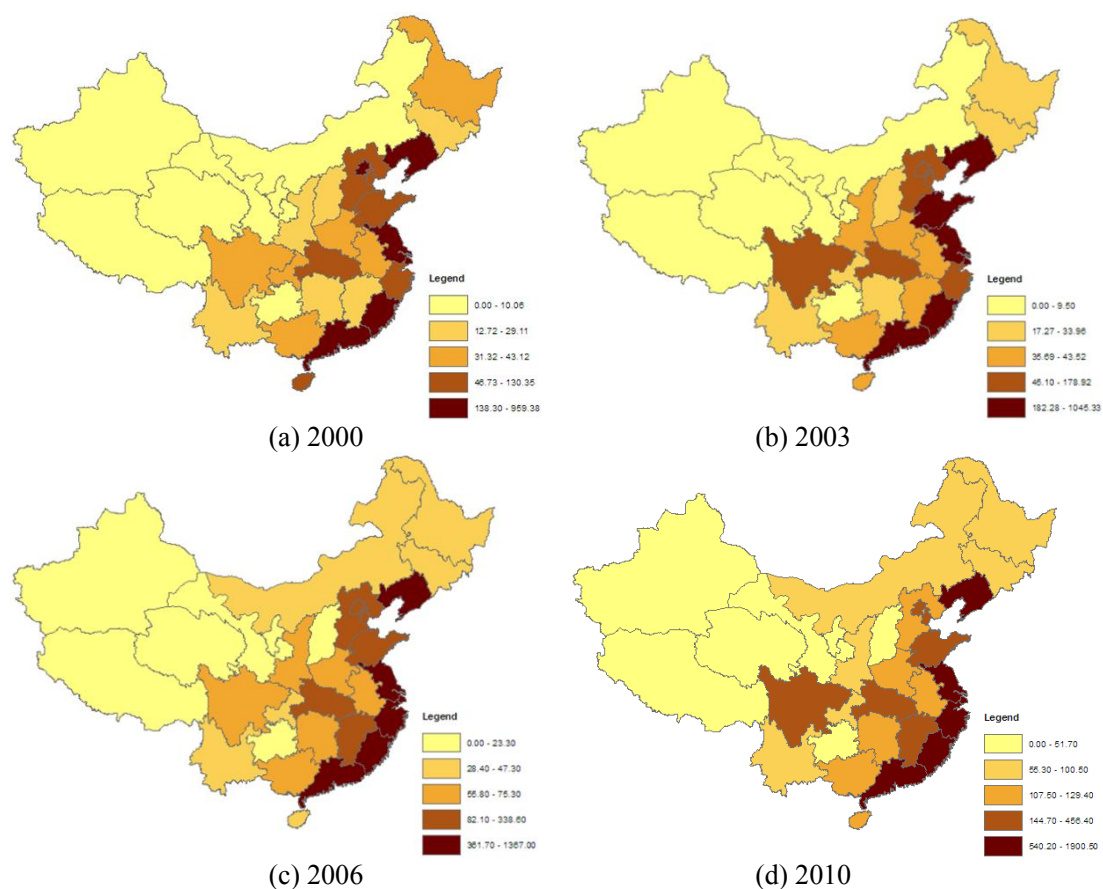 Legend
0.00 - 10.06
12.72 - 29.11
31.32 - 43.12
46.73 - 130.35
138.30 - 959.38
(a) 2000
Legend
0.00 - 9.50
17.27 - 33.96
35.69 - 43.52
46.10 - 178.92
182.28 - 1045.33
(b) 2003
Legend
0.00 - 23.30
28.40 - 47.30
56.80 - 75.30
82.10 - 338.60
361.70 - 1367.00
(c) 2006
Legend
0.00 - 51.70
55.30 - 100.50
107.50 - 129.40
144.70 - 456.40
540.20 - 1900.50
(d) 2010